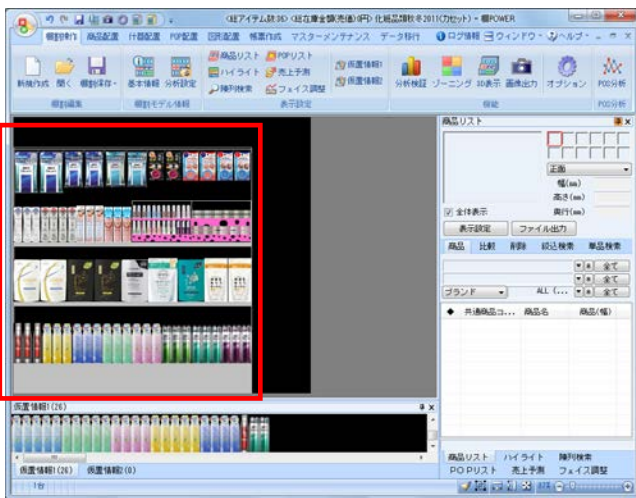 (総アイテム数:36) (総在庫金額(売価):0円) 化粧品類秋冬2011(カセット) - 棚POWER
棚割操作 商品配置 什器配置 POP配置 図形配置 帳票作成 マスターメンテナンス データ移行 ログ情報 ウィンドウ ヘルプ
商品リスト POPリスト 仮置情報1
ハイライト 売上予測 仮置情報2
陳列検索 フェイス調整
新規作成 開く 棚割保存 基本情報 分析設定 分析検証 ゾーニング 3D表示 画像出力 オプション POS分析
棚割編集 棚割モデル情報 表示設定 機能 POS分析
商品リスト
正面
幅(mm)
高さ(mm)
全体表示 奥行(mm)
表示設定 ファイル出力
商品 比較 削除 絞込検索 単品検索
全て
全て
ブランド ALL (... 全て
◆ 共通商品コ... 商品名 商品(幅)
仮置情報1(26)
仮置情報1(26) 仮置情報2(0)
商品リスト ハイライト 陳列検索
POPリスト 売上予測 フェイス調整
1台
37%